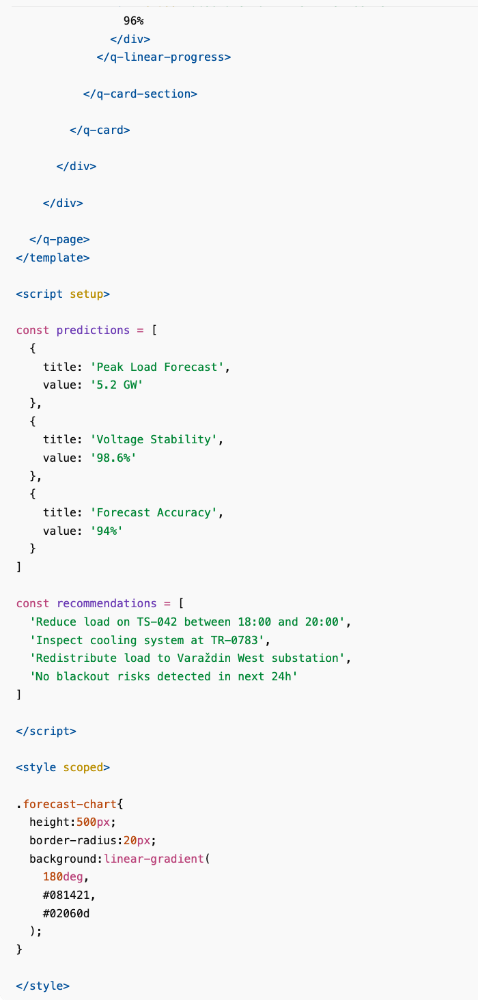 96%
              </div>
            </q-linear-progress>

          </q-card-section>

        </q-card>

      </div>

    </div>

  </q-page>
</template>

<script setup>

const predictions = [
  {
    title: 'Peak Load Forecast',
    value: '5.2 GW'
  },
  {
    title: 'Voltage Stability',
    value: '98.6%'
  },
  {
    title: 'Forecast Accuracy',
    value: '94%'
  }
]

const recommendations = [
  'Reduce load on TS-042 between 18:00 and 20:00',
  'Inspect cooling system at TR-0783',
  'Redistribute load to Varaždin West substation',
  'No blackout risks detected in next 24h'
]

</script>

<style scoped>

.forecast-chart{
  height:500px;
  border-radius:20px;
  background:linear-gradient(
    180deg,
    #081421,
    #02060d
  );
}

</style>